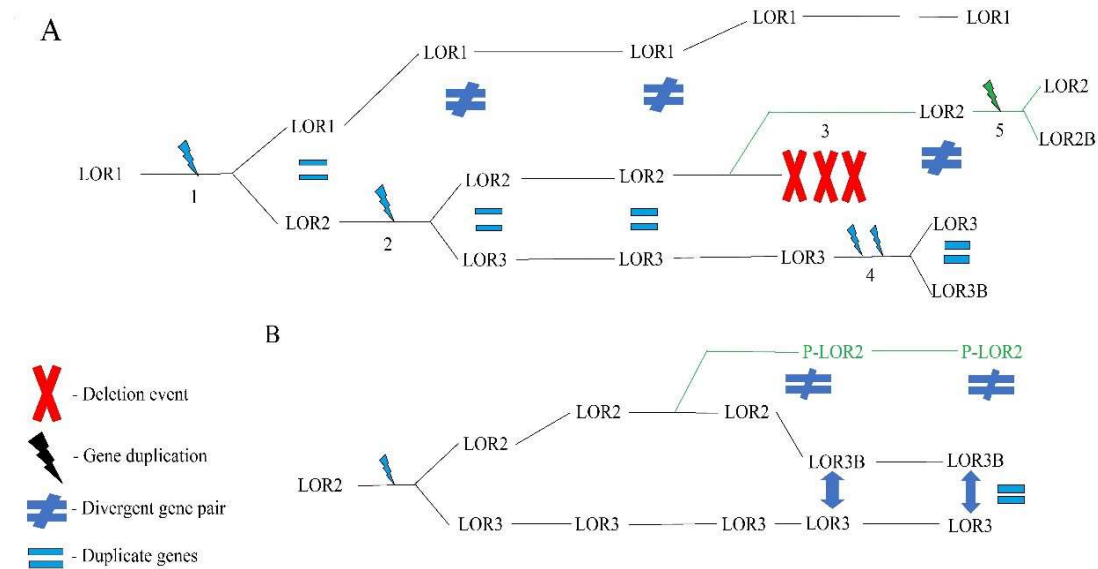 A
LOR1 LOR1
LOR1 LOR1
LOR2
3 LOR2 5
LOR1
LOR2B
LOR1
1
LOR2 LOR2
LOR2 2
LOR3
LOR3 LOR3 LOR3 4
LOR3B
B
P-LOR2 P-LOR2
- Deletion event
LOR2 LOR2
LOR2
- Gene duplication
LOR3B LOR3B
LOR2
- Divergent gene pair
LOR3 LOR3 LOR3 LOR3 LOR3
- Duplicate genes